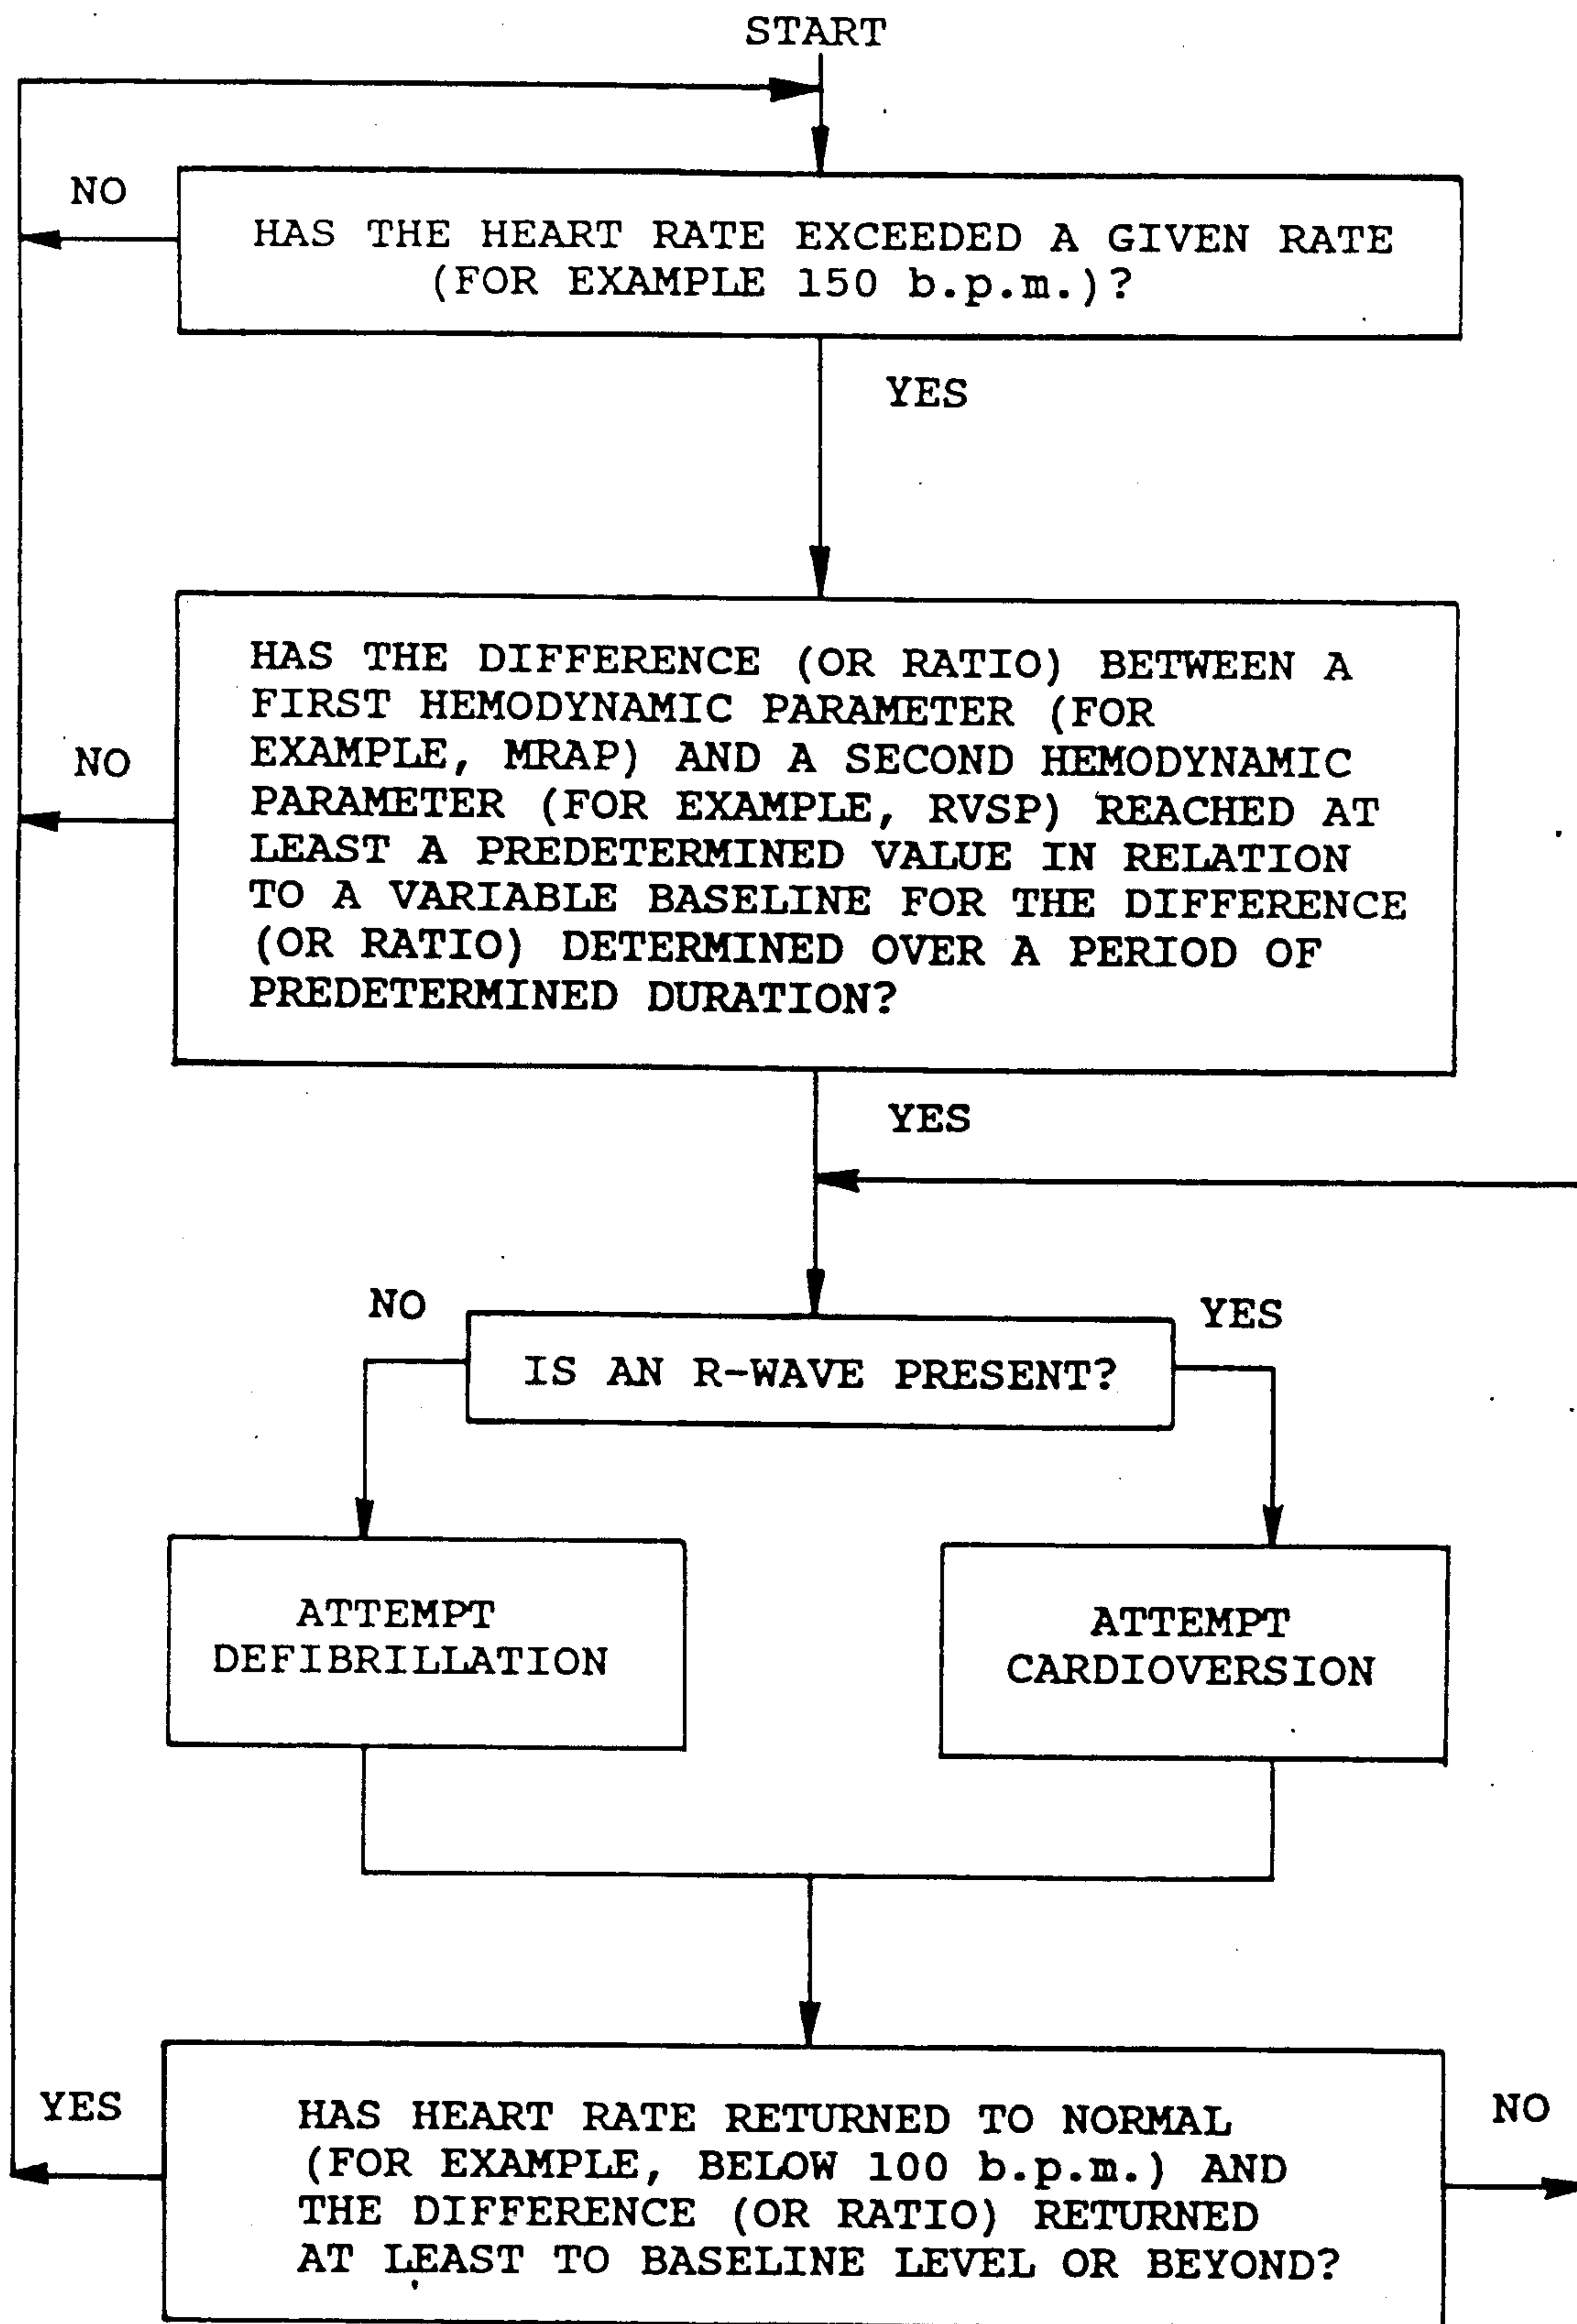 START
NO
HAS THE HEART RATE EXCEEDED A GIVEN RATE
(FOR EXAMPLE 150 b.p.m.)?
YES
HAS THE DIFFERENCE (OR RATIO) BETWEEN A
FIRST HEMODYNAMIC PARAMETER (FOR
EXAMPLE, MRAP) AND A SECOND HEMODYNAMIC
PARAMETER (FOR EXAMPLE, RVSP) REACHED AT
LEAST A PREDETERMINED VALUE IN RELATION
TO A VARIABLE BASELINE FOR THE DIFFERENCE
(OR RATIO) DETERMINED OVER A PERIOD OF
PREDETERMINED DURATION?
NO
YES
NO
YES
IS AN R-WAVE PRESENT?
ATTEMPT
DEFIBRILLATION
ATTEMPT
CARDIOVERSION
YES
NO
HAS HEART RATE RETURNED TO NORMAL
(FOR EXAMPLE, BELOW 100 b.p.m.) AND
THE DIFFERENCE (OR RATIO) RETURNED
AT LEAST TO BASELINE LEVEL OR BEYOND?